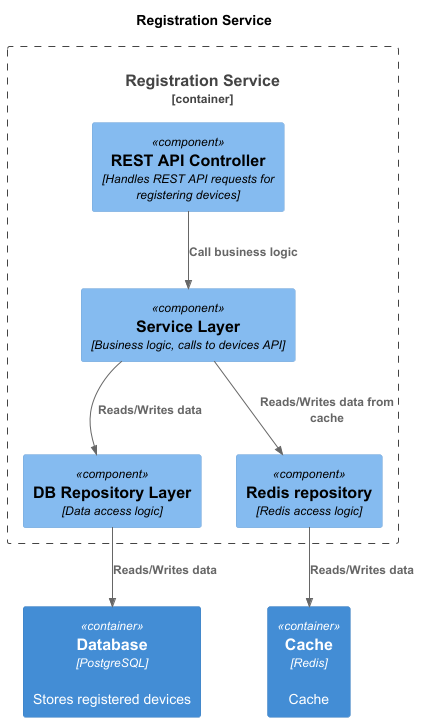 Registration Service
Registration Service
[container]
«component»
REST API Controller
[Handles REST API requests for
registering devices]
Call business logic
«component»
Service Layer
[Business logic, calls to devices API]
Reads/Writes data
Reads/Writes data from
cache
«component»
DB Repository Layer
[Data access logic]
«component»
Redis repository
[Redis access logic]
Reads/Writes data
Reads/Writes data
«container»
Database
[PostgreSQL]
Stores registered devices
«container»
Cache
[Redis]
Cache